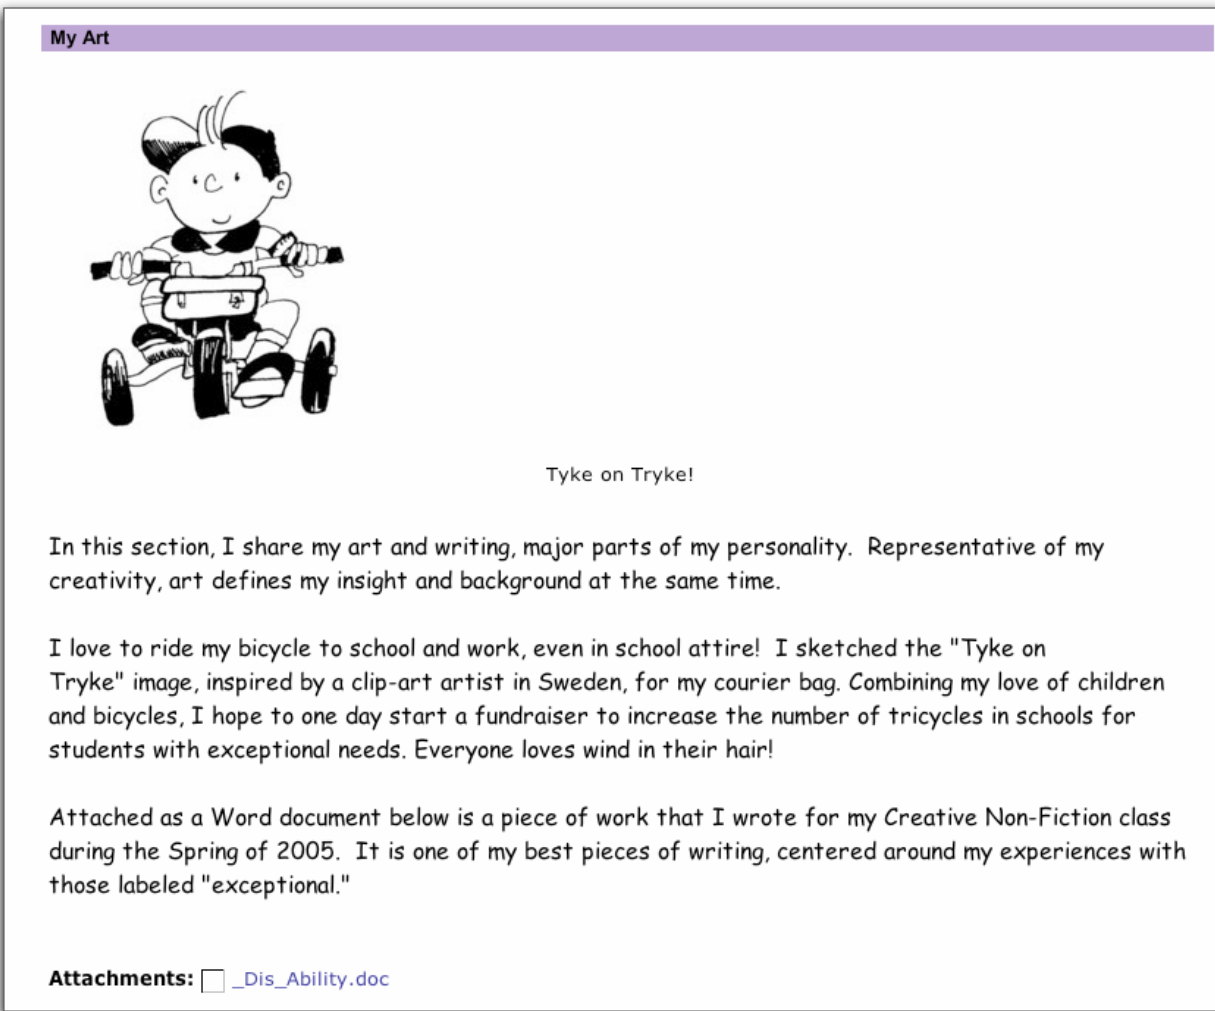 My Art
Tyke on Tryke!
In this section, I share my art and writing, major parts of my personality.  Representative of my
creativity, art defines my insight and background at the same time.
I love to ride my bicycle to school and work, even in school attire!  I sketched the "Tyke on
Tryke" image, inspired by a clip-art artist in Sweden, for my courier bag. Combining my love of children
and bicycles, I hope to one day start a fundraiser to increase the number of tricycles in schools for
students with exceptional needs. Everyone loves wind in their hair!
Attached as a Word document below is a piece of work that I wrote for my Creative Non-Fiction class
during the Spring of 2005.  It is one of my best pieces of writing, centered around my experiences with
those labeled "exceptional."
Attachments: _Dis_Ability.doc